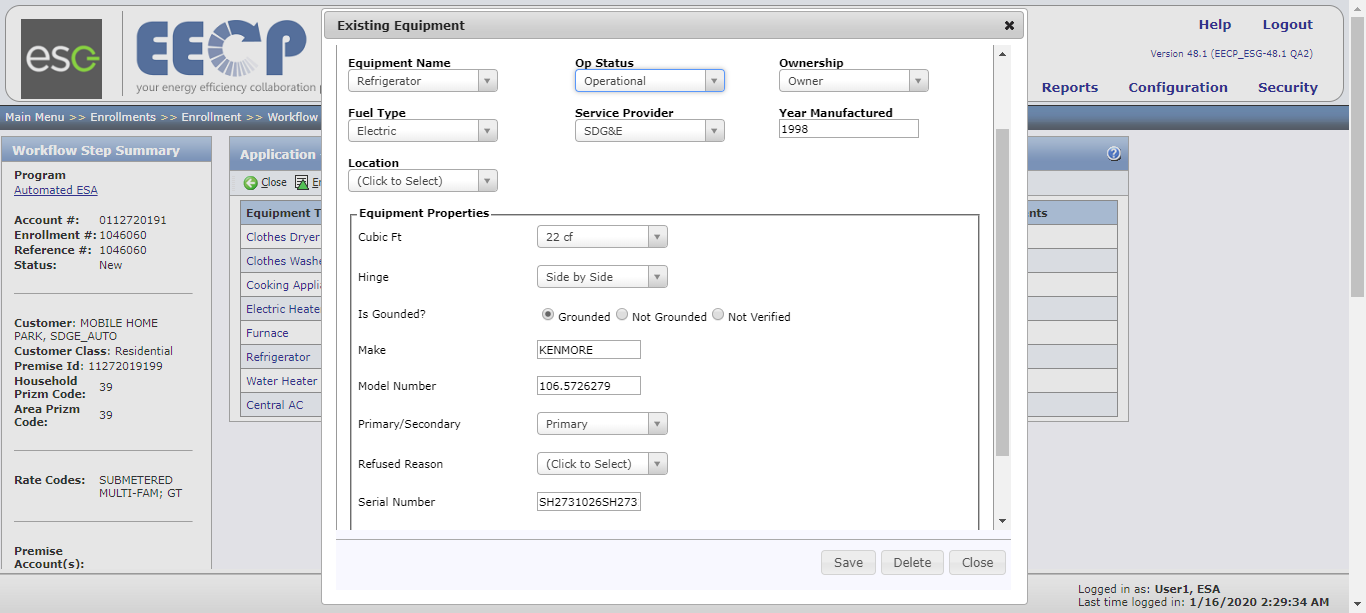 esg
EECP
your energy efficiency collaboration
Help Logout
Version 48.1 (EECP_ESG-48.1 QA2)
Reports Configuration Security
Main Menu >> Enrollments >> Enrollment >> Workflow
Workflow Step Summary
Program
Automated ESA
Account #: 0112720191
Enrollment #: 1046060
Reference #: 1046060
Status: New
Customer: MOBILE HOME
PARK, SDGE_AUTO
Customer Class: Residential
Premise Id: 11272019199
Household
Prizm Code: 39
Area Prizm
Code: 39
Rate Codes: SUBMETERED
MULTI-FAM; GT
Premise
Account(s):
Application
Close
Equipment T
Clothes Dryer
Clothes Washe
Cooking Applia
Electric Heate
Furnace
Refrigerator
Water Heater
Central AC
nts
Existing Equipment
Equipment Name Op Status Ownership
Refrigerator Operational Owner
Fuel Type Service Provider Year Manufactured
Electric SDG&E 1998
Location
(Click to Select)
Equipment Properties
Cubic Ft 22 cf
Hinge Side by Side
Is Gounded? Grounded Not Grounded Not Verified
Make KENMORE
Model Number 106.5726279
Primary/Secondary Primary
Refused Reason (Click to Select)
Serial Number SH2731026SH273
Save Delete Close
Logged in as: User1, ESA
Last time logged in: 1/16/2020 2:29:34 AM